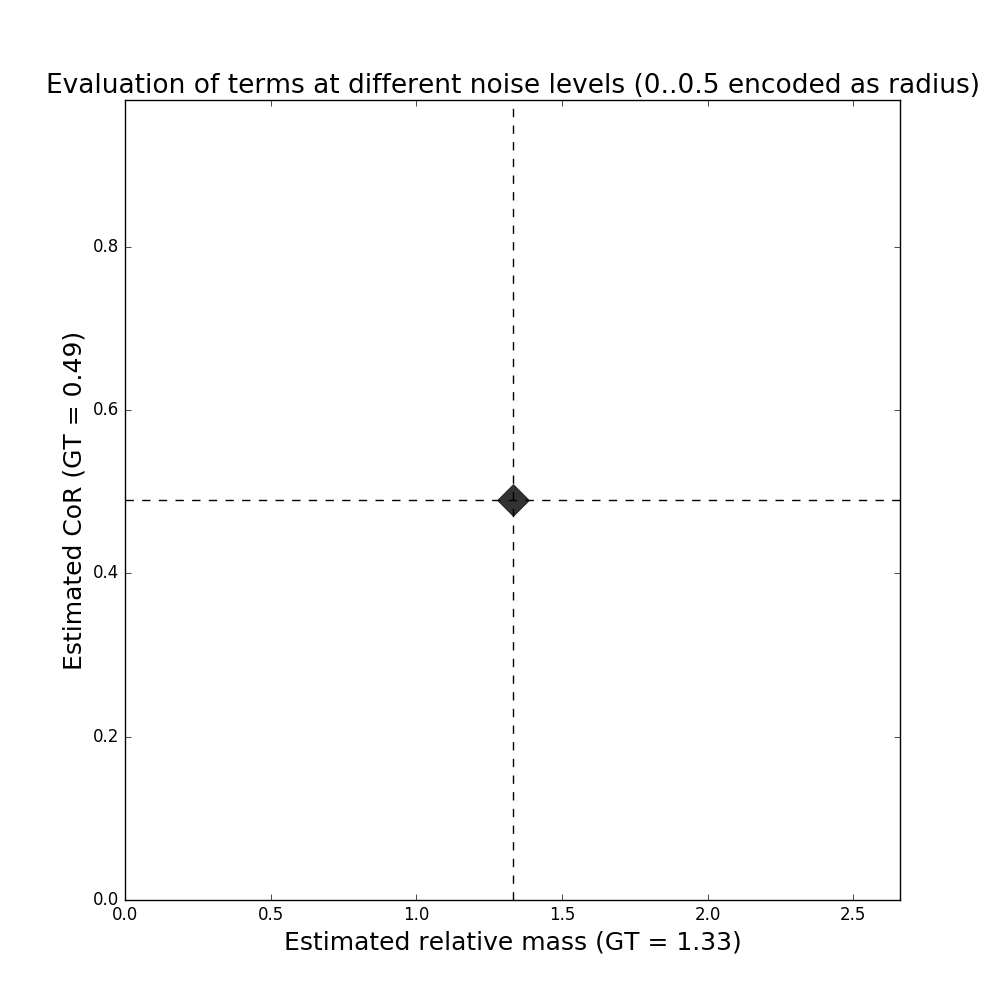 Evaluation of terms at different noise levels (0..0.5 encoded as radius)
Estimated CoR (GT = 0.49)
0.8
0.6
0.4
0.2
0.0
0.0 0.5 1.0 1.5 2.0 2.5
Estimated relative mass (GT = 1.33)